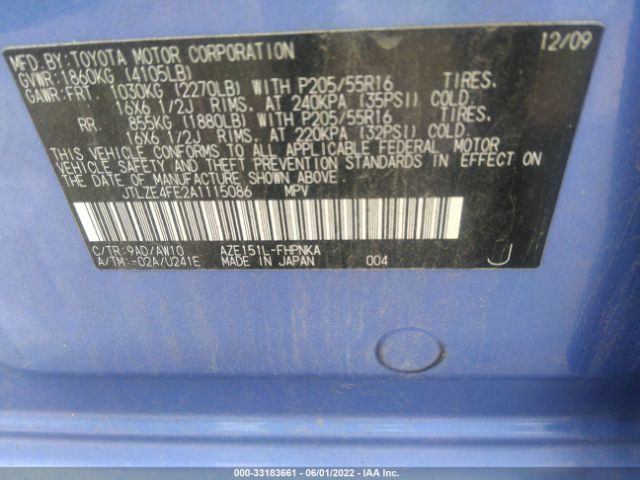 MFD. BY: TOYOTA MOTOR CORPORATION 12/09
GVWR: 1860KG (4105LB)
GAWR: FRT 1030KG (2270LB) WITH P205/55R16 TIRES.
16X6 1/2J RIMS. AT 240KPA (35PSI) COLD.
RR 855KG (1880LB) WITH P205/55R16 TIRES.
16X6 1/2J RIMS. AT 220KPA (32PSI) COLD.
THIS VEHICLE CONFORMS TO ALL APPLICABLE FEDERAL MOTOR
VEHICLE SAFETY AND THEFT PREVENTION STANDARDS IN EFFECT ON
THE DATE OF MANUFACTURE SHOWN ABOVE.
JTLZE4FE2A1115086 MPV
C/TR: 9AD/AW10 AZE151L-FHPNKA
A/TM: -02A/U241E MADE IN JAPAN 004 J
000-33183661 - 06/01/2022 - IAA Inc.